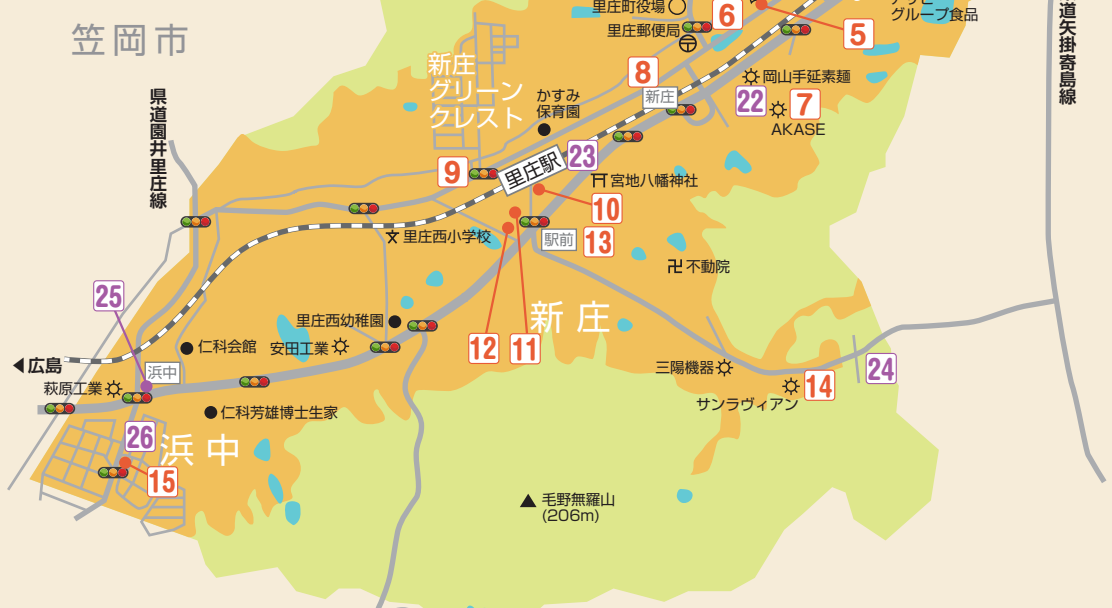 里庄町役場
6
グループ食品
5
道矢掛寄島線
笠岡市
里庄郵便局
新庄
グリーン
クレスト
8
岡山手延素麺
新庄
22
7
AKASE
県道園井里庄線
かすみ
保育園
里庄駅
23
9
宮地八幡神社
10
里庄西小学校
駅前
13
不動院
25
新庄
里庄西幼稚園
12
11
仁科会館
安田工業
広島
浜中
萩原工業
三陽機器
24
14
サンラヴィアン
仁科芳雄博士生家
26
浜中
15
毛野無羅山
(206m)